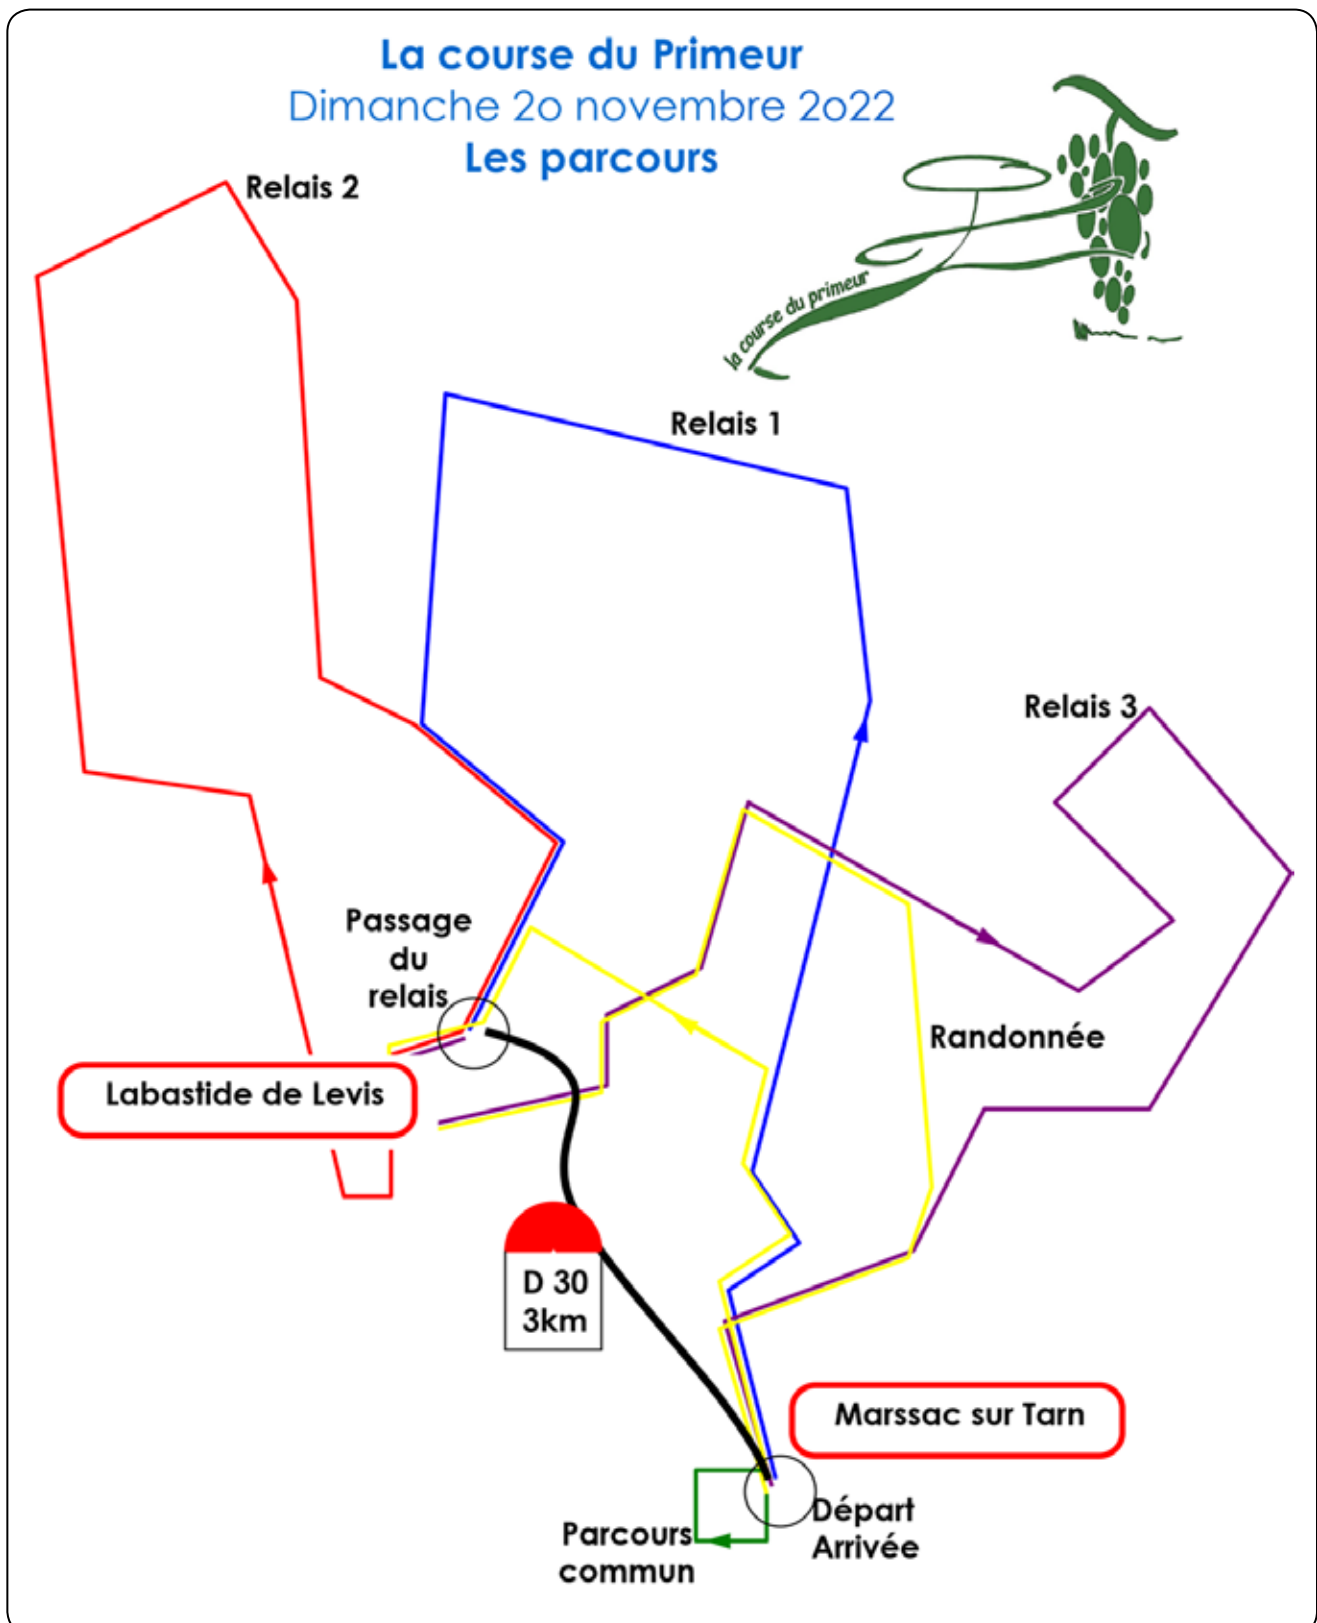 La course du Primeur
Dimanche 2o novembre 2o22
Les parcours
Relais 2
la course du primeur
Relais 1
Relais 3
Passage
du
relais
Randonnée
Labastide de Levis
D 30
3km
Marssac sur Tarn
Départ
Arrivée
Parcours
commun